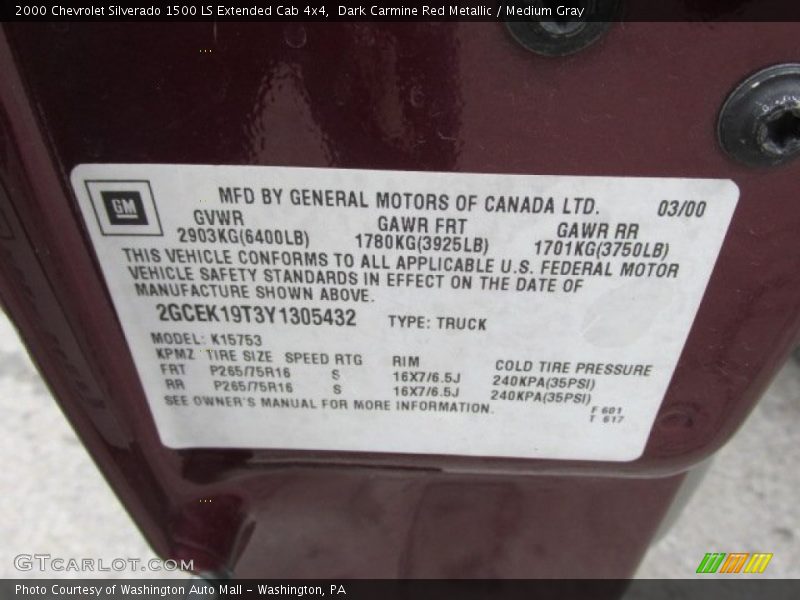 2000 Chevrolet Silverado 1500 LS Extended Cab 4x4,  Dark Carmine Red Metallic / Medium Gray
GM
MFD BY GENERAL MOTORS OF CANADA LTD. 03/00
GVWR GAWR FRT GAWR RR
2903KG(6400LB) 1780KG(3925LB) 1701KG(3750LB)
THIS VEHICLE CONFORMS TO ALL APPLICABLE U.S. FEDERAL MOTOR
VEHICLE SAFETY STANDARDS IN EFFECT ON THE DATE OF
MANUFACTURE SHOWN ABOVE.
2GCEK19T3Y1305432 TYPE: TRUCK
MODEL: K15753
KPMZ TIRE SIZE SPEED RTG RIM COLD TIRE PRESSURE
FRT P265/75R16 S 16X7/6.5J 240KPA(35PSI)
RR P265/75R16 S 16X7/6.5J 240KPA(35PSI)
SEE OWNER'S MANUAL FOR MORE INFORMATION.
F 601
T 617
GTCARLOT.COM
Photo Courtesy of Washington Auto Mall - Washington, PA